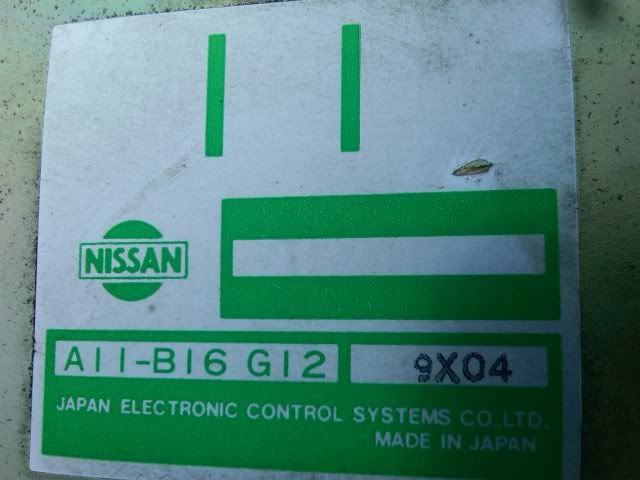 NISSAN
A11-B16 G12 9X04
JAPAN ELECTRONIC CONTROL SYSTEMS CO.,LTD.
MADE IN JAPAN